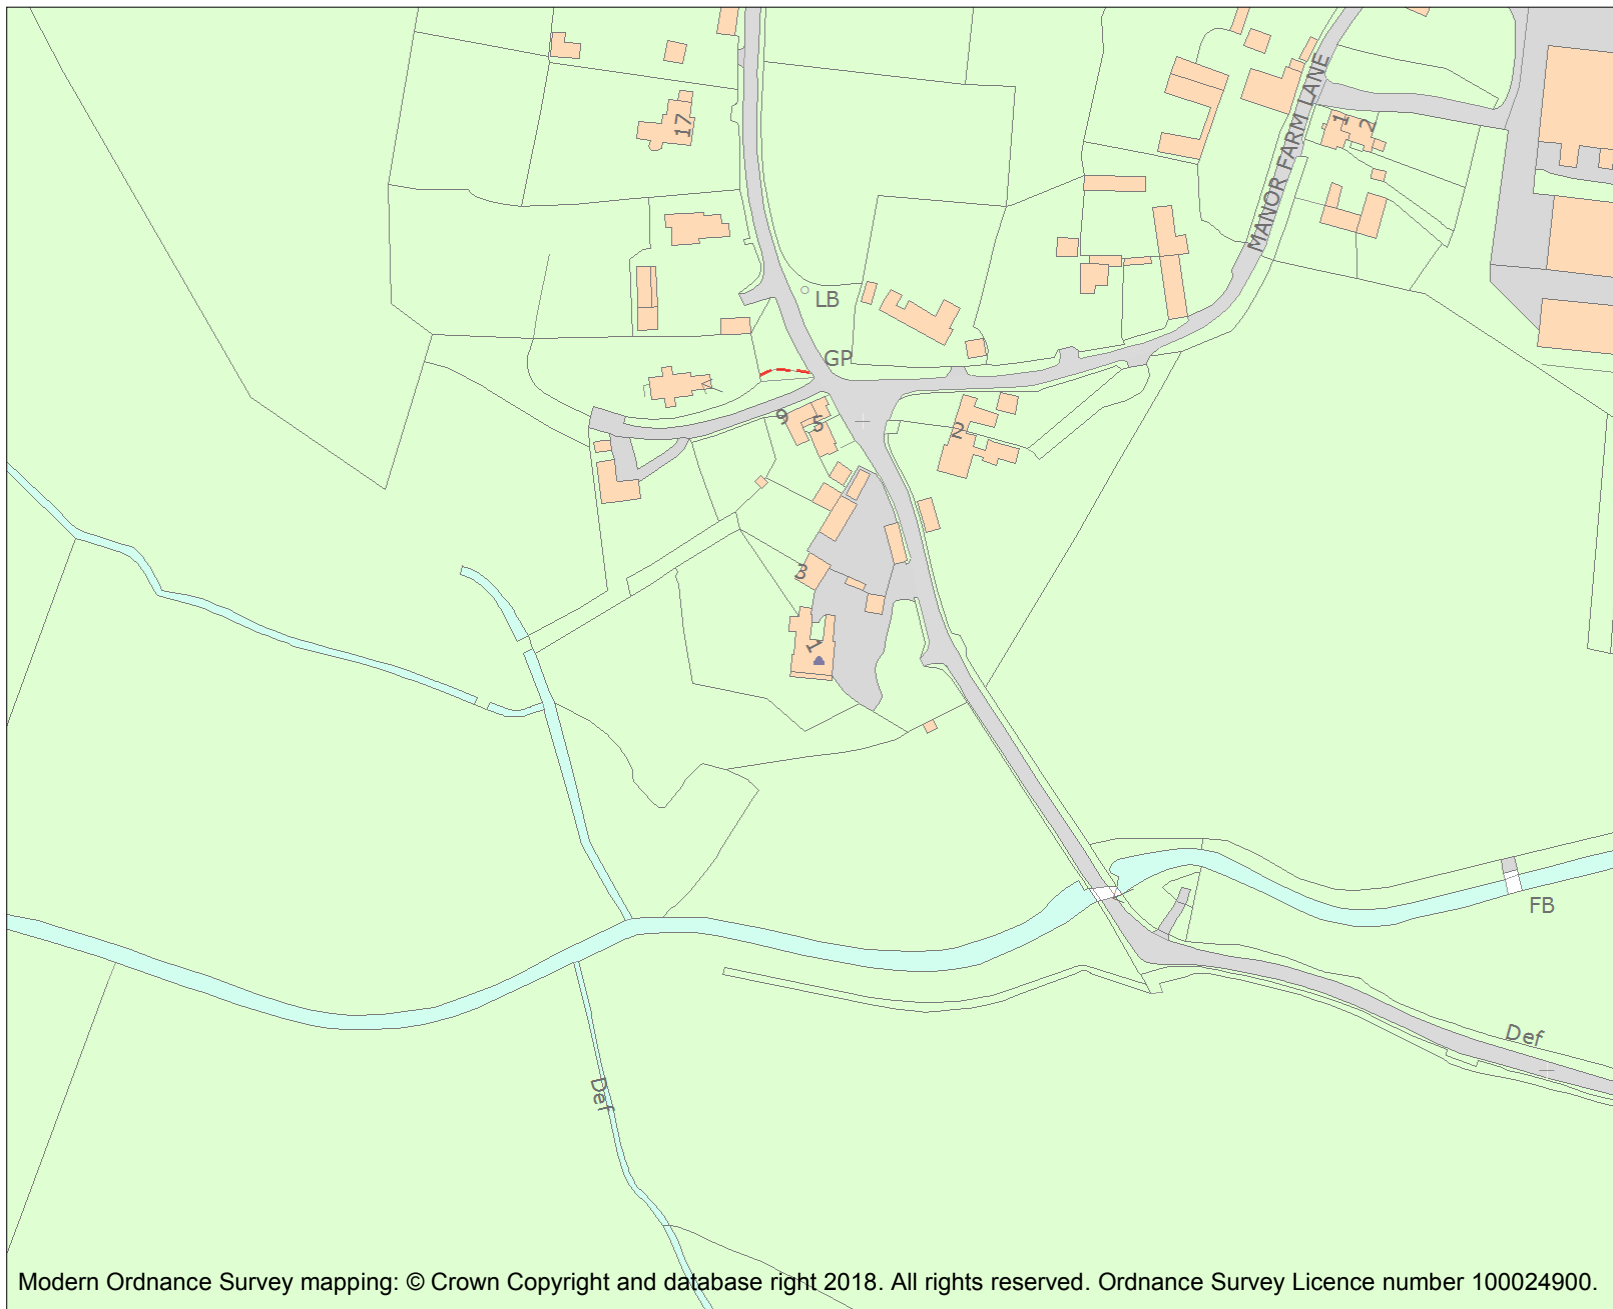 17
MANOR FARM LANE
1
2
LB
GP
9
5
2
3
1
FB
Def
Def
Modern Ordnance Survey mapping: © Crown Copyright and database right 2018. All rights reserved. Ordnance Survey Licence number 100024900.